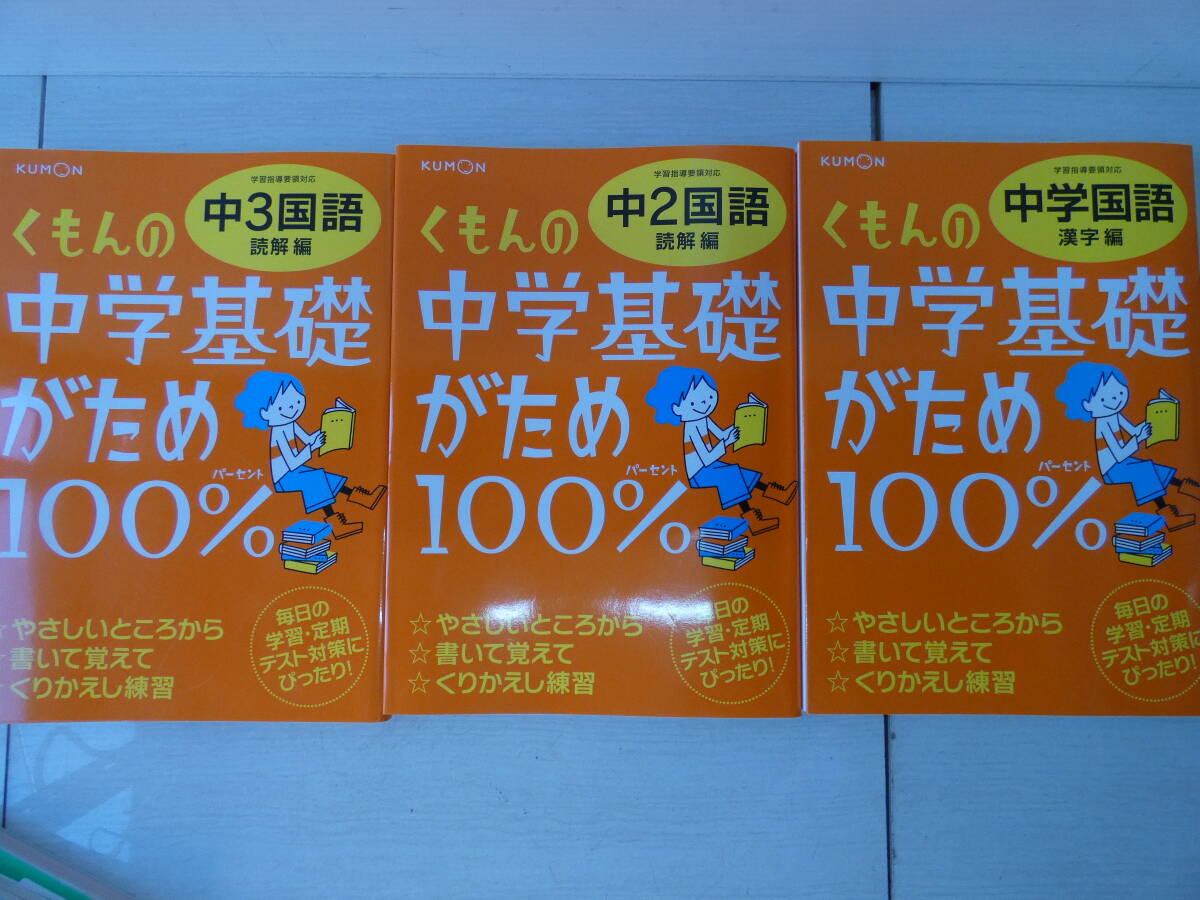 KUMON
学習指導要領対応
中3国語
読解編
くもんの
中学基礎
がため
100%
パーセント
☆やさしいところから
☆書いて覚えて
☆くりかえし練習
毎日の
学習・定期
テスト対策に
ぴったり!
KUMON
学習指導要領対応
中2国語
読解編
くもんの
中学基礎
がため
100%
パーセント
☆やさしいところから
☆書いて覚えて
☆くりかえし練習
毎日の
学習・定期
テスト対策に
ぴったり!
KUMON
学習指導要領対応
中学国語
漢字編
くもんの
中学基礎
がため
100%
パーセント
☆やさしいところから
☆書いて覚えて
☆くりかえし練習
毎日の
学習・定期
テスト対策に
ぴったり!